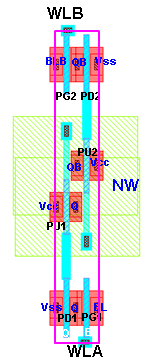 WLB
BLB QB Vss
PG2 PD2
PU2
QB Vcc
NW
Vcc Q
PU1
Vss Q BL
PD1 PG1
WLA